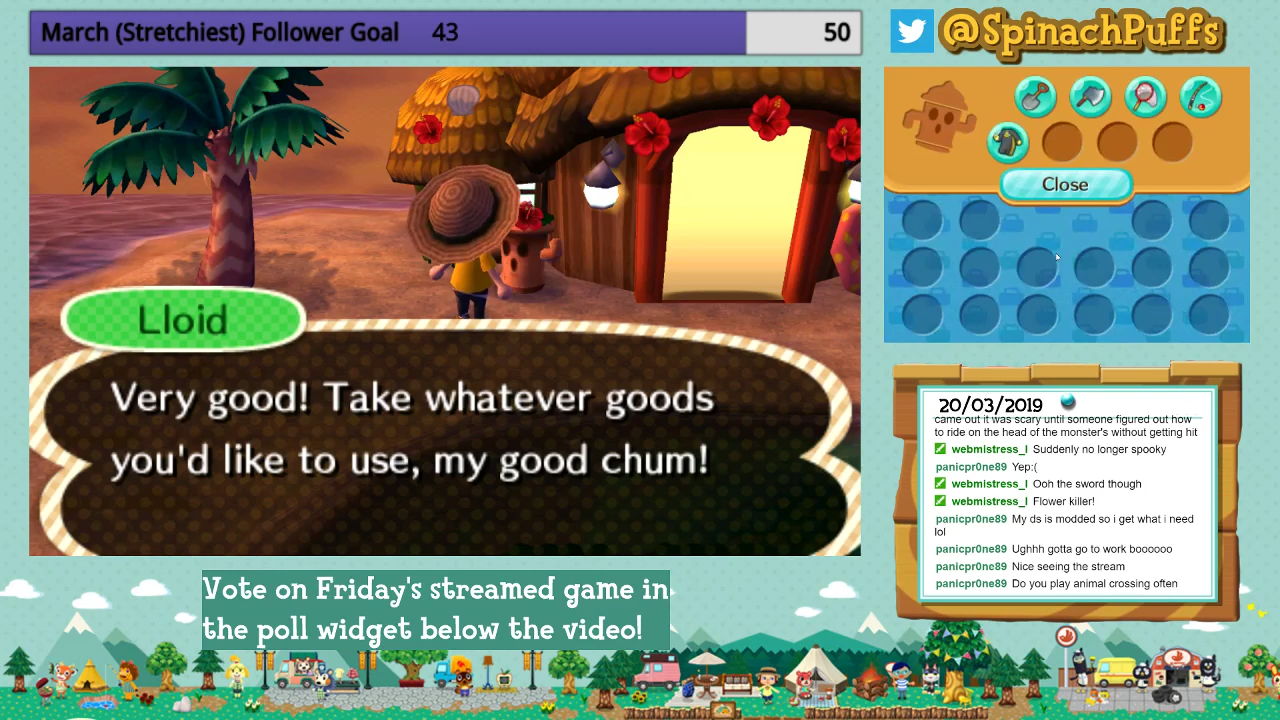 March (Stretchiest) Follower Goal 43 50
@SpinachPuffs
Close
Lloid
Very good! Take whatever goods
you'd like to use, my good chum!
20/03/2019
came out it was scary until someone figured out how
to ride on the head of the monster's without getting hit
webmistress_l Suddenly no longer spooky
panicpr0ne89 Yep:(
webmistress_l Ooh the sword though
webmistress_l Flower killer!
panicpr0ne89 My ds is modded so i get what i need
lol
panicpr0ne89 Ughhh gotta go to work boooooo
panicpr0ne89 Nice seeing the stream
panicpr0ne89 Do you play animal crossing often
Vote on Friday's streamed game in
the poll widget below the video!